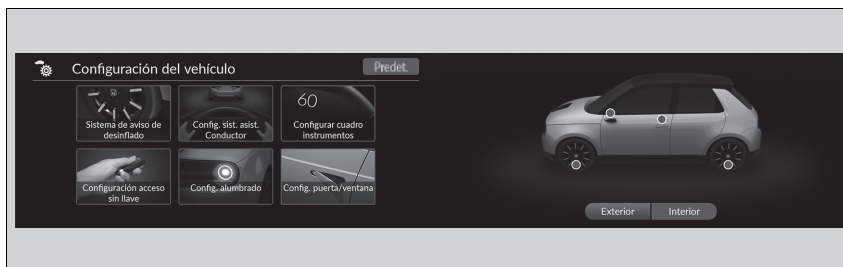 Configuración del vehículo
Predet.
Sistema de aviso de
desinflado
Config. sist. asist.
Conductor
60
Configurar cuadro
instrumentos
Configuración acceso
sin llave
Config. alumbrado
Config. puerta/ventana
Exterior
Interior